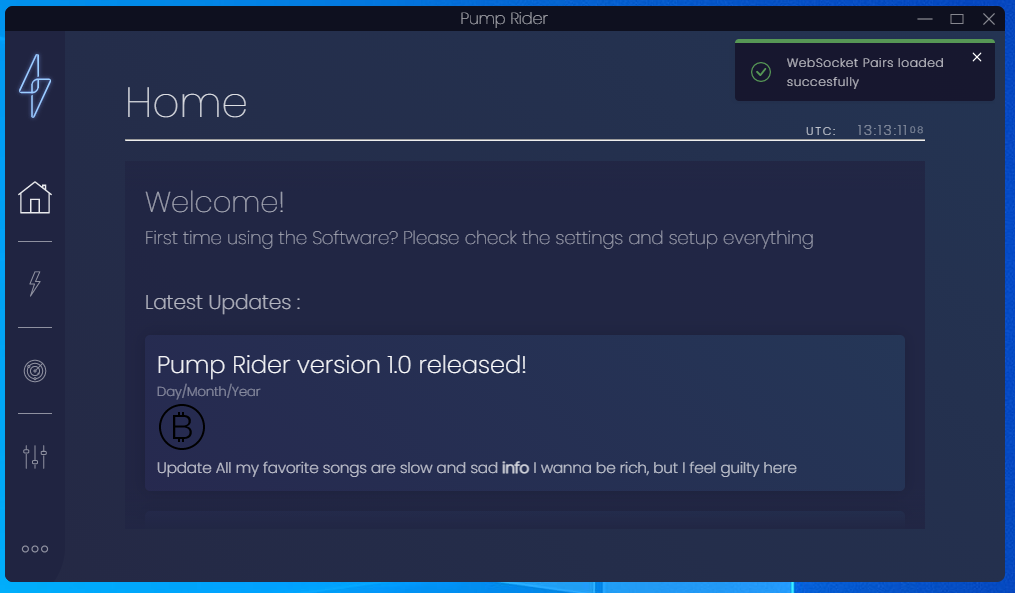 Pump Rider
WebSocket Pairs loaded
succesfully
Home
UTC: 13:13:11 08
Welcome!
First time using the Software? Please check the settings and setup everything
Latest Updates :
Pump Rider version 1.0 released!
Day/Month/Year
Update All my favorite songs are slow and sad info I wanna be rich, but I feel guilty here